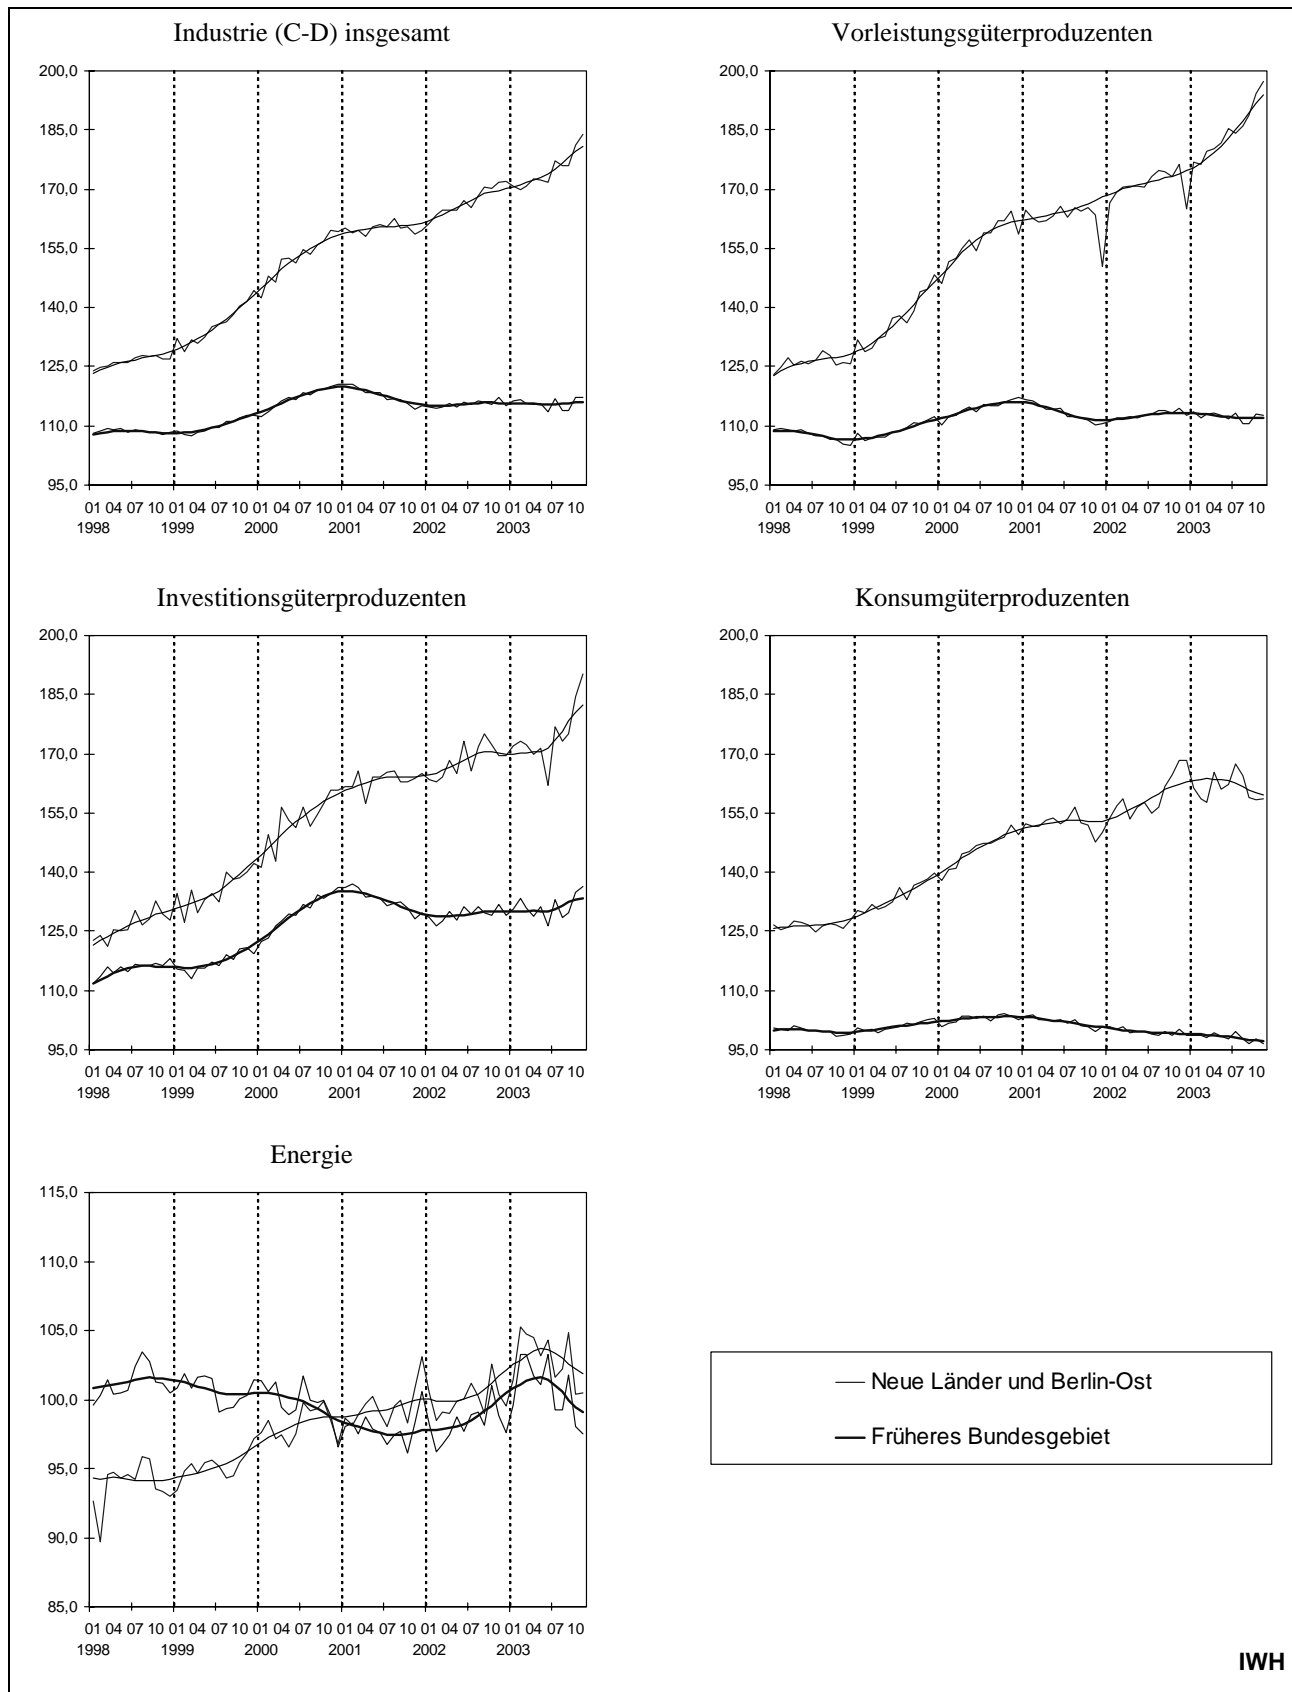 Industrie (C-D) insgesamt
200,0
185,0
170,0
155,0
140,0
125,0
110,0
95,0
01 04 07 10 01 04 07 10 01 04 07 10 01 04 07 10 01 04 07 10 01 04 07 10
1998 1999 2000 2001 2002 2003
Vorleistungsgüterproduzenten
200,0
185,0
170,0
155,0
140,0
125,0
110,0
95,0
01 04 07 10 01 04 07 10 01 04 07 10 01 04 07 10 01 04 07 10 01 04 07 10
1998 1999 2000 2001 2002 2003
Investitionsgüterproduzenten
200,0
185,0
170,0
155,0
140,0
125,0
110,0
95,0
01 04 07 10 01 04 07 10 01 04 07 10 01 04 07 10 01 04 07 10 01 04 07 10
1998 1999 2000 2001 2002 2003
Konsumgüterproduzenten
200,0
185,0
170,0
155,0
140,0
125,0
110,0
95,0
01 04 07 10 01 04 07 10 01 04 07 10 01 04 07 10 01 04 07 10 01 04 07 10
1998 1999 2000 2001 2002 2003
Energie
115,0
110,0
105,0
100,0
95,0
90,0
85,0
01 04 07 10 01 04 07 10 01 04 07 10 01 04 07 10 01 04 07 10 01 04 07 10
1998 1999 2000 2001 2002 2003
Neue Länder und Berlin-Ost
Früheres Bundesgebiet
IWH